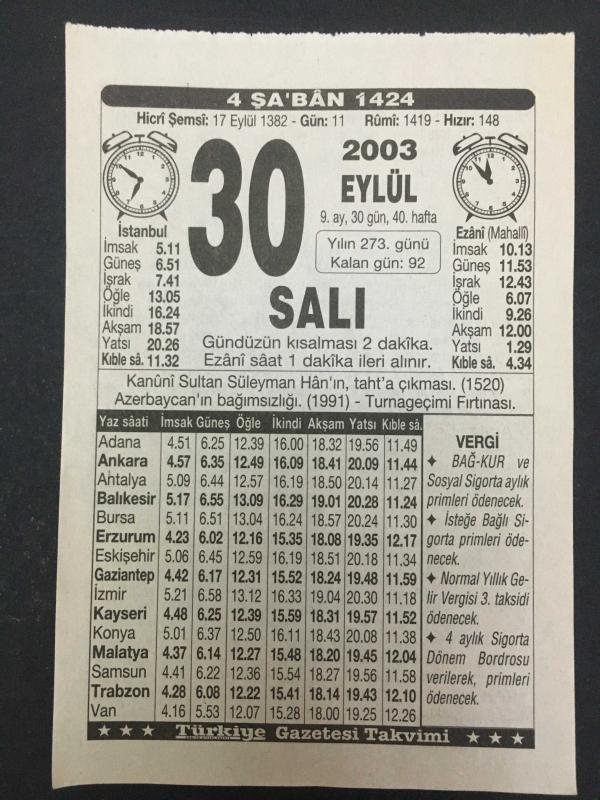 4 ŞA'BÂN 1424
Hicrî Şemsî: 17 Eylül 1382 - Gün: 11 Rûmî: 1419 - Hızır: 148
30
2003
EYLÜL
9. ay, 30 gün, 40. hafta
Yılın 273. günü
Kalan gün: 92
SALI
İstanbul
İmsak 5.11
Güneş 6.51
İşrak 7.41
Öğle 13.05
İkindi 16.24
Akşam 18.57
Yatsı 20.26
Kıble sâ. 11.32
Ezânî (Mahallî)
İmsak 10.13
Güneş 11.53
İşrak 12.43
Öğle 6.07
İkindi 9.26
Akşam 12.00
Yatsı 1.29
Kıble sâ. 4.34
Gündüzün kısalması 2 dakîka.
Ezânî sâat 1 dakîka ileri alınır.
Kanûnî Sultan Süleyman Hân'ın, taht'a çıkması. (1520)
Azerbaycan'ın bağımsızlığı. (1991) - Turnageçimi Fırtınası.
Yaz sâati İmsak Güneş Öğle İkindi Akşam Yatsı Kıble sâ.
Adana 4.51 6.25 12.39 16.00 18.32 19.56 11.49
Ankara 4.57 6.35 12.49 16.09 18.41 20.09 11.44
Antalya 5.09 6.44 12.57 16.19 18.50 20.14 11.27
Balıkesir 5.17 6.55 13.09 16.29 19.01 20.28 11.24
Bursa 5.11 6.51 13.04 16.24 18.57 20.24 11.30
Erzurum 4.23 6.02 12.16 15.35 18.08 19.35 12.17
Eskişehir 5.06 6.45 12.59 16.19 18.51 20.18 11.34
Gaziantep 4.42 6.17 12.31 15.52 18.24 19.48 11.59
İzmir 5.21 6.58 13.12 16.33 19.04 20.30 11.18
Kayseri 4.48 6.25 12.39 15.59 18.31 19.57 11.52
Konya 5.01 6.37 12.50 16.11 18.43 20.08 11.38
Malatya 4.37 6.14 12.27 15.48 18.20 19.45 12.04
Samsun 4.41 6.22 12.36 15.54 18.27 19.56 11.58
Trabzon 4.28 6.08 12.22 15.41 18.14 19.43 12.10
Van 4.16 5.53 12.07 15.28 18.00 19.25 12.26
VERGİ
✦ BAĞ-KUR ve
Sosyal Sigorta aylık
primleri ödenecek.
✦ İsteğe Bağlı Si-
gorta primleri öde-
necek.
✦ Normal Yıllık Ge-
lir Vergisi 3. taksidi
ödenecek.
✦ 4 aylık Sigorta
Dönem Bordrosu
verilerek, primleri
ödenecek.
★ ★ ★ Türkiye Gazetesi Takvimi ★ ★ ★